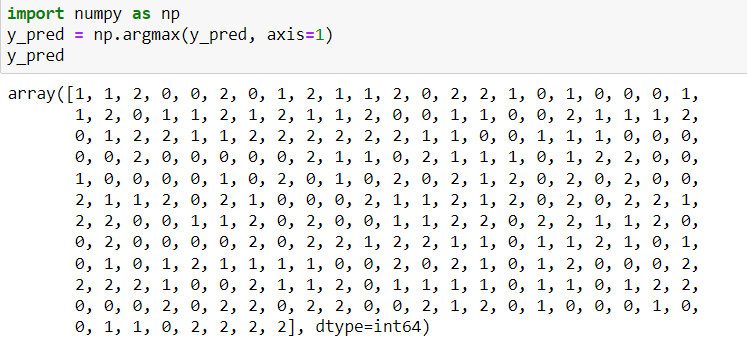 import numpy as np
y_pred = np.argmax(y_pred, axis=1)
y_pred
array([1, 1, 2, 0, 0, 2, 0, 1, 2, 1, 1, 2, 0, 2, 2, 1, 0, 1, 0, 0, 0, 1,
1, 2, 0, 1, 1, 2, 1, 2, 1, 1, 2, 0, 0, 1, 1, 0, 0, 2, 1, 1, 1, 2,
0, 1, 2, 2, 1, 1, 2, 2, 2, 2, 2, 2, 1, 1, 0, 0, 1, 1, 1, 0, 0, 0,
0, 0, 2, 0, 0, 0, 0, 0, 2, 1, 1, 0, 2, 1, 1, 1, 0, 1, 2, 2, 0, 0,
1, 0, 0, 0, 0, 1, 0, 2, 0, 1, 0, 2, 0, 2, 1, 2, 0, 2, 0, 2, 0, 0,
2, 1, 1, 2, 0, 2, 1, 0, 0, 0, 2, 1, 1, 2, 1, 2, 0, 2, 0, 2, 2, 1,
2, 2, 0, 0, 1, 1, 2, 0, 2, 0, 0, 1, 1, 2, 2, 0, 2, 2, 1, 1, 2, 0,
0, 2, 0, 0, 0, 0, 2, 0, 2, 2, 1, 2, 2, 1, 1, 0, 1, 1, 2, 1, 0, 1,
0, 1, 0, 1, 2, 1, 1, 1, 1, 0, 0, 2, 0, 2, 1, 0, 1, 2, 0, 0, 0, 2,
2, 2, 2, 1, 0, 0, 2, 1, 1, 2, 0, 1, 1, 1, 1, 0, 1, 1, 0, 1, 2, 2,
0, 0, 0, 2, 0, 2, 2, 0, 2, 2, 0, 0, 2, 1, 2, 0, 1, 0, 0, 0, 1, 0,
0, 1, 1, 0, 2, 2, 2, 2], dtype=int64)